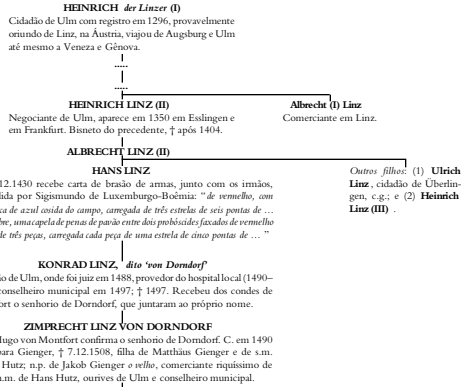 HEINRICH der Linzer (I)
Cidadão de Ulm com registro em 1296, provavelmente
oriundo de Linz, na Áustria, viajou de Augsburg e Ulm
até mesmo a Veneza e Gênova.
.....
.....
HEINRICH LINZ (II)
Negociante de Ulm, aparece em 1350 em Esslingen e
em Frankfurt. Bisneto do precedente, † após 1404.
Albrecht (I) Linz
Comerciante em Linz.
ALBRECHT LINZ (II)
HANS LINZ
12.1430 recebe carta de brasão de armas, junto com os irmãos,
dida por Sigismundo de Luxemburgo-Boêmia: “de vermelho, com
ca de azul cosida do campo, carregada de três estrelas de seis pontas de …
bre, uma capela de penas de pavão entre dois probóscides faxados de vermelho
de três peças, carregada cada peça de uma estrela de cinco pontas de … ”
Outros filhos: (1) Ulrich
Linz, cidadão de Überlin-
gen, c.g.; e (2) Heinrich
Linz (III) .
KONRAD LINZ, dito ‘von Dorndorf’
io de Ulm, onde foi juiz em 1488, provedor do hospital local (1490–
conselheiro municipal em 1497; † 1497. Recebeu dos condes de
fort o senhorio de Dorndorf, que juntaram ao próprio nome.
ZIMPRECHT LINZ VON DORNDORF
Hugo von Montfort confirma o senhorio de Dorndorf. C. em 1490
bara Gienger, † 7.12.1508, filha de Matthäus Gienger e de s.m.
Hutz; n.p. de Jakob Gienger o velho, comerciante riquíssimo de
n.m. de Hans Hutz, ourives de Ulm e conselheiro municipal.